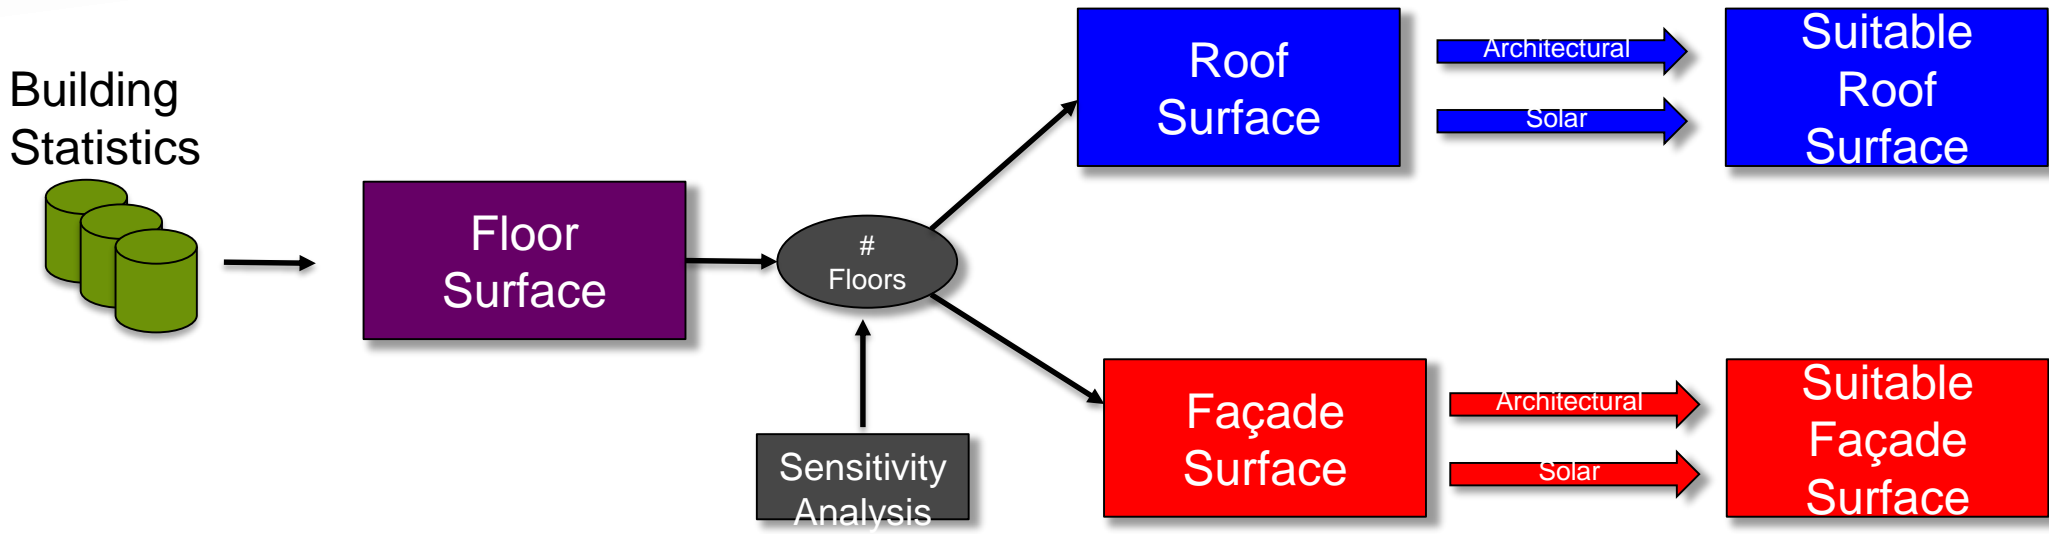 Building
Statistics
Floor
Surface
#
Floors
Sensitivity
Analysis
Roof
Surface
Architectural
Solar
Suitable
Roof
Surface
Façade
Surface
Architectural
Solar
Suitable
Façade
Surface